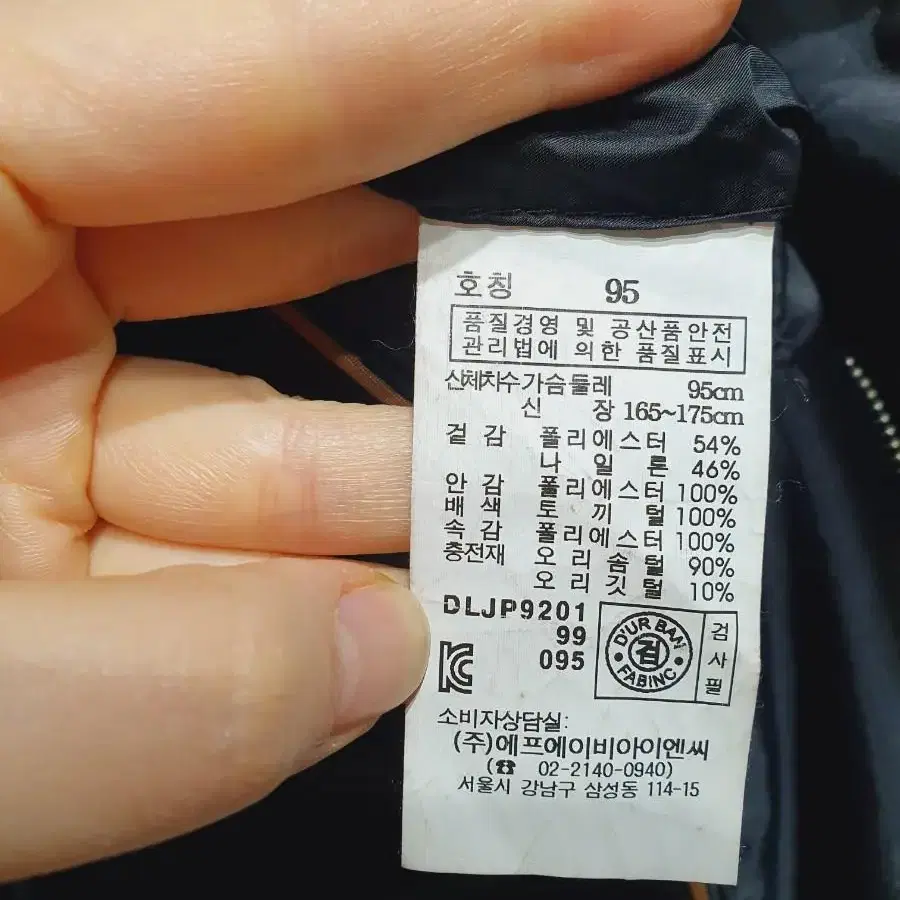 호칭 95
품질경영 및 공산품안전
관리법에 의한 품질표시
신체치수 가슴둘레 95cm
신 장 165~175cm
겉감 폴리에스터 54%
나일론 46%
안감 폴리에스터 100%
배색 토끼털 100%
속감 폴리에스터 100%
충전재 오리솜털 90%
오리깃털 10%
DLJP9201
99
095
D'URBAN
검
FABINC
검
사
필
소비자상담실:
(주)에프에이비아이엔씨
(☎ 02-2140-0940)
서울시 강남구 삼성동 114-15